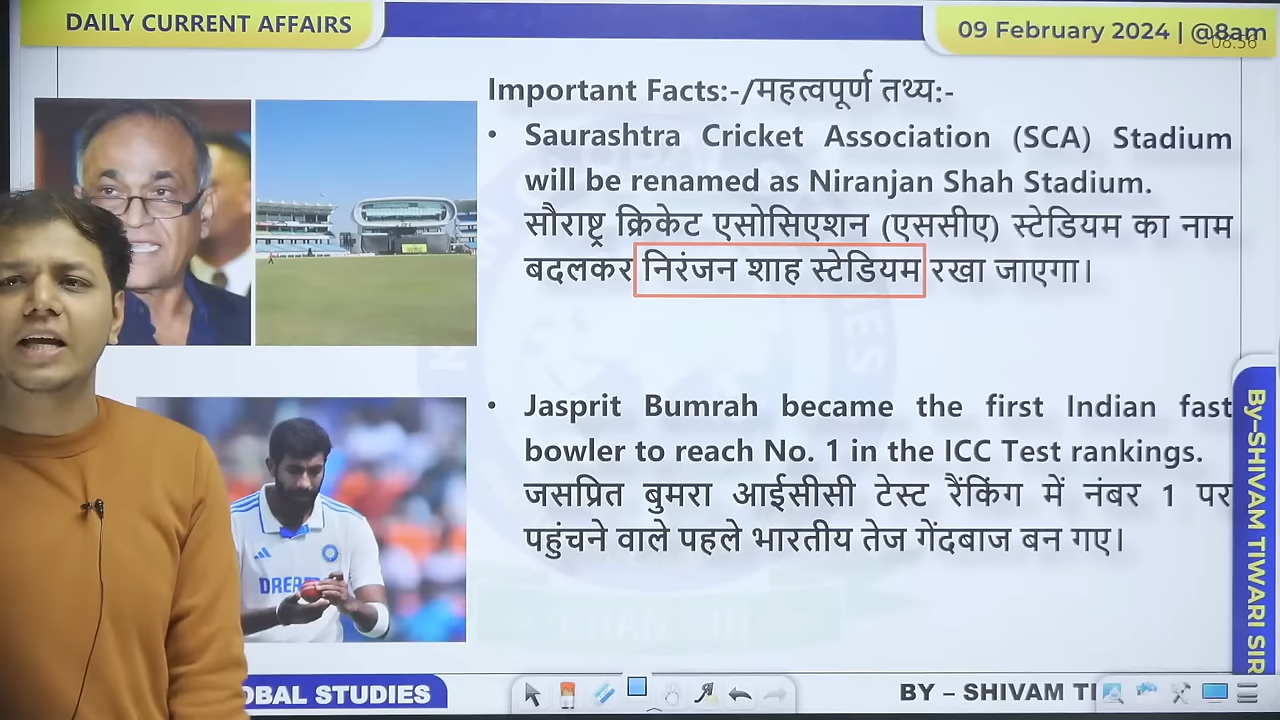 DAILY CURRENT AFFAIRS
09 February 2024 | @8am
08:56
Important Facts:-/महत्वपूर्ण तथ्य:-
• Saurashtra Cricket Association (SCA) Stadium
will be renamed as Niranjan Shah Stadium.
सौराष्ट्र क्रिकेट एसोसिएशन (एससीए) स्टेडियम का नाम
बदलकर निरंजन शाह स्टेडियम रखा जाएगा।
• Jasprit Bumrah became the first Indian fast
bowler to reach No. 1 in the ICC Test rankings.
जसप्रित बुमरा आईसीसी टेस्ट रैंकिंग में नंबर 1 पर
पहुंचने वाले पहले भारतीय तेज गेंदबाज बन गए।
DREA
By–SHIVAM TIWARI SIR
OBAL STUDIES
BY – SHIVAM TI